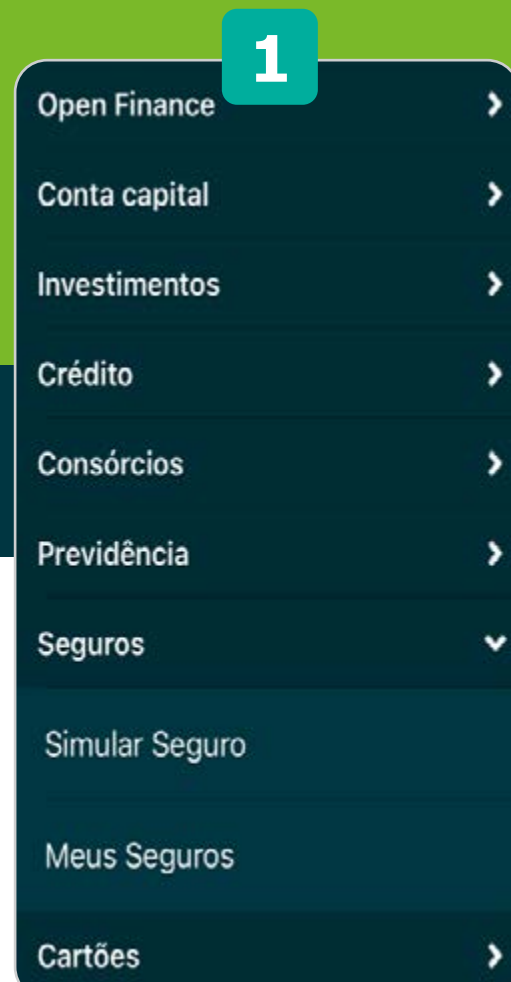 1
Open Finance
Conta capital
Investimentos
Crédito
Consórcios
Previdência
Seguros
Simular Seguro
Meus Seguros
Cartões